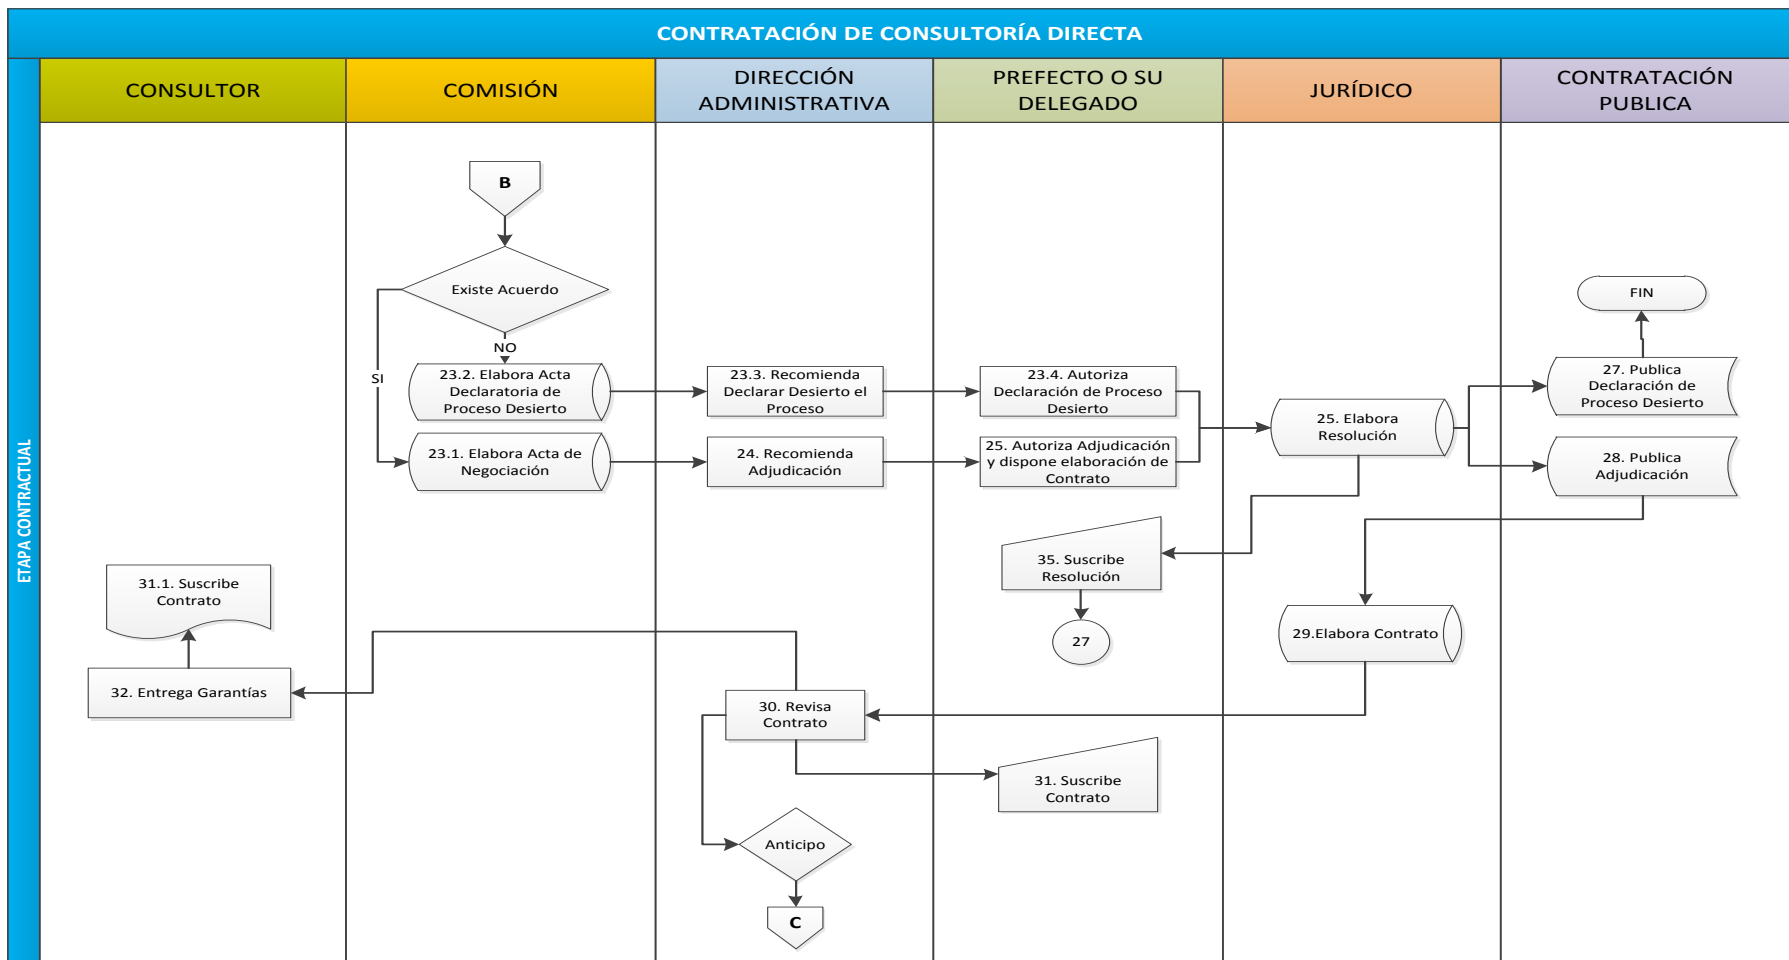 CONTRATACIÓN DE CONSULTORÍA DIRECTA
ETAPA CONTRACTUAL
CONSULTOR
COMISIÓN
DIRECCIÓN
ADMINISTRATIVA
PREFECTO O SU
DELEGADO
JURÍDICO
CONTRATACIÓN
PUBLICA
B
Existe Acuerdo
NO
SI
23.2. Elabora Acta
Declaratoria de
Proceso Desierto
23.3. Recomienda
Declarar Desierto el
Proceso
23.4. Autoriza
Declaración de Proceso
Desierto
23.1. Elabora Acta de
Negociación
24. Recomienda
Adjudicación
25. Autoriza Adjudicación
y dispone elaboración de
Contrato
25. Elabora
Resolución
FIN
27. Publica
Declaración de
Proceso Desierto
28. Publica
Adjudicación
35. Suscribe
Resolución
27
29.Elabora Contrato
31.1. Suscribe
Contrato
32. Entrega Garantías
30. Revisa
Contrato
31. Suscribe
Contrato
Anticipo
C